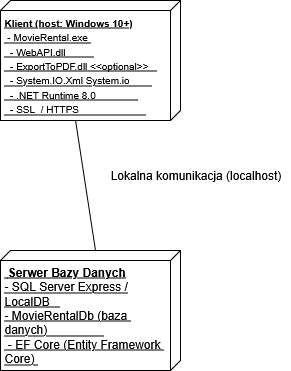 Klient (host: Windows 10+)
- MovieRental.exe
- WebAPI.dll
- ExportToPDF.dll <<optional>>
- System.IO.Xml System.io
- .NET Runtime 8.0
- SSL / HTTPS
Lokalna komunikacja (localhost)
Serwer Bazy Danych
- SQL Server Express /
LocalDB
- MovieRentalDb (baza
danych)
- EF Core (Entity Framework
Core)